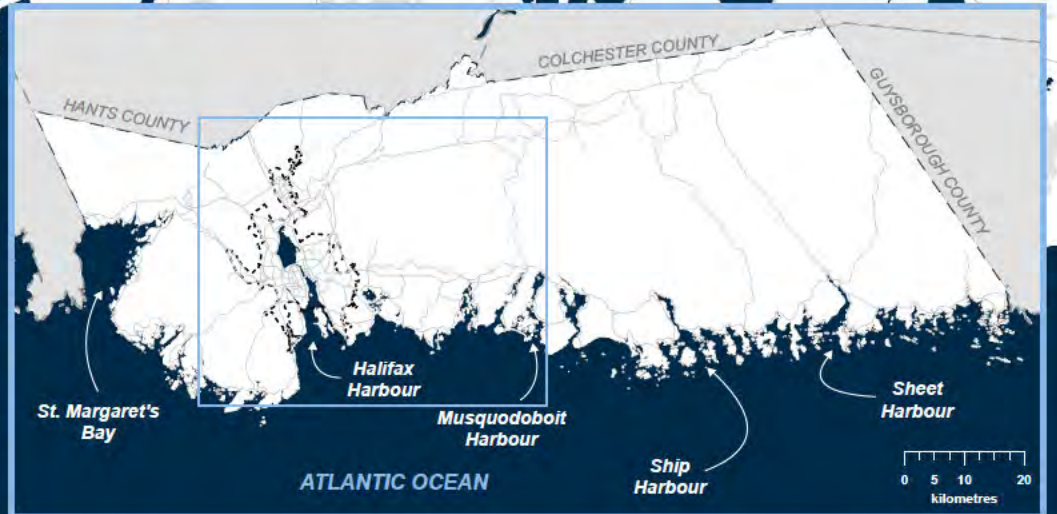 COLCHESTER COUNTY
HANTS COUNTY
GUYSBOROUGH COUNTY
St. Margaret's
Bay
Halifax
Harbour
Musquodoboit
Harbour
Ship
Harbour
Sheet
Harbour
ATLANTIC OCEAN
0 5 10 20
kilometres